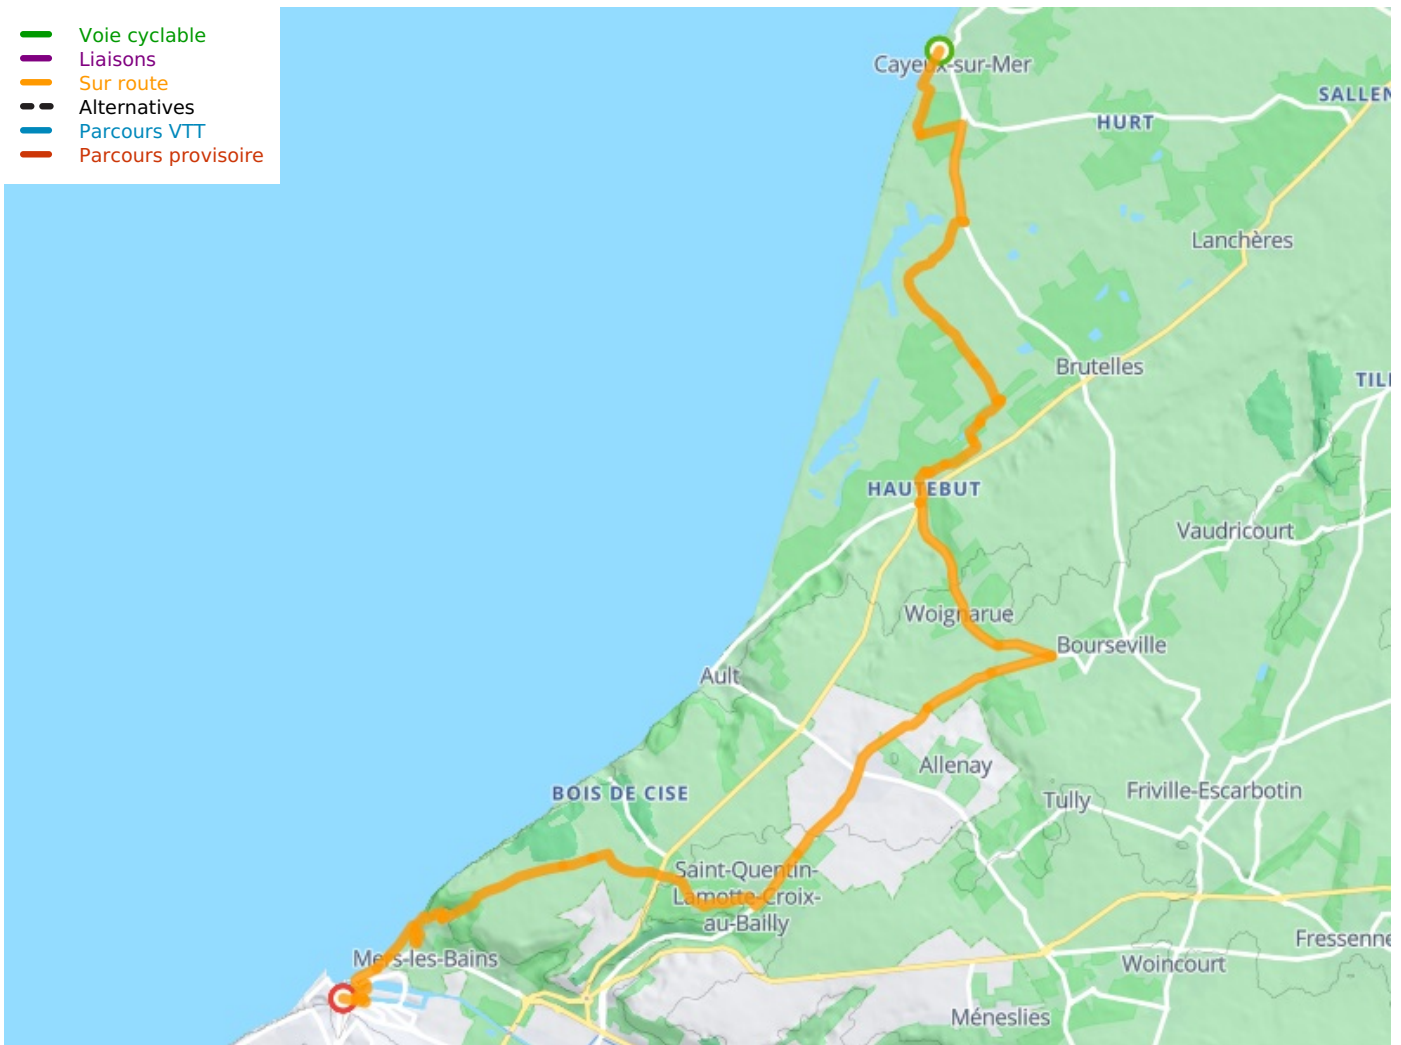 Voie cyclable
Liaisons
Sur route
Alternatives
Parcours VTT
Parcours provisoire
Cayeux-sur-Mer
SALLEN
HURT
Lanchères
Brutelles
TILL
HAUTEBUT
Vaudricourt
Woignarue
Bourseville
Ault
Allenay
BOIS DE CISE
Tully
Friville-Escarbotin
Saint-Quentin-
Lamotte-Croix-
au-Bailly
Fressenne
Mers-les-Bains
Woincourt
Méneslies